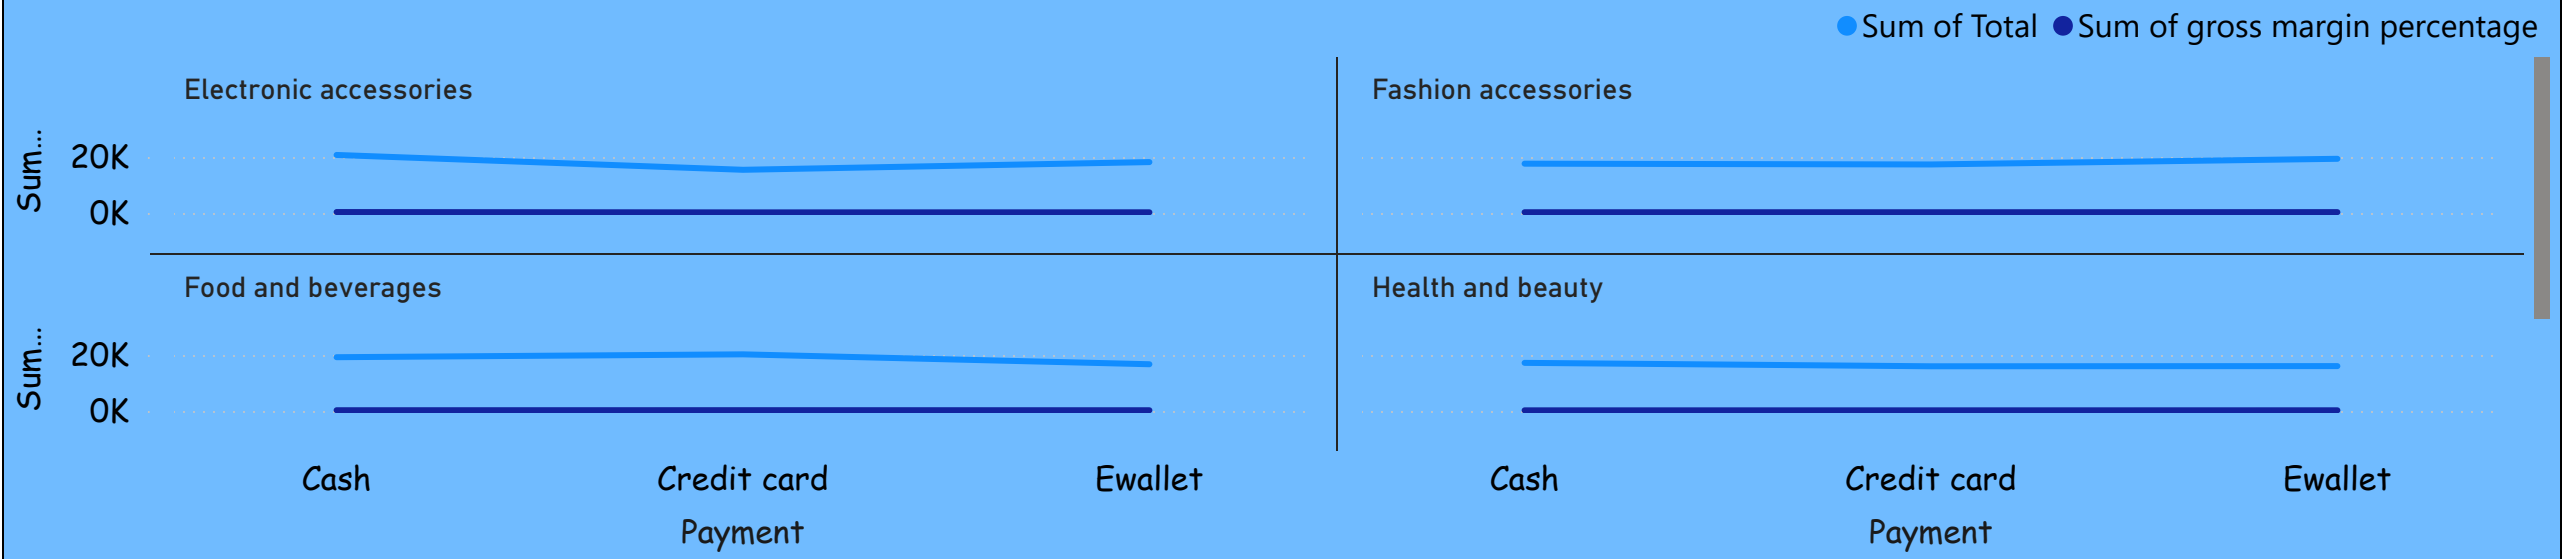 Sum of Total Sum of gross margin percentage
Electronic accessories
Fashion accessories
Sum...
20K
0K
Food and beverages
Health and beauty
Sum...
20K
0K
Cash Credit card Ewallet
Cash Credit card Ewallet
Payment
Payment